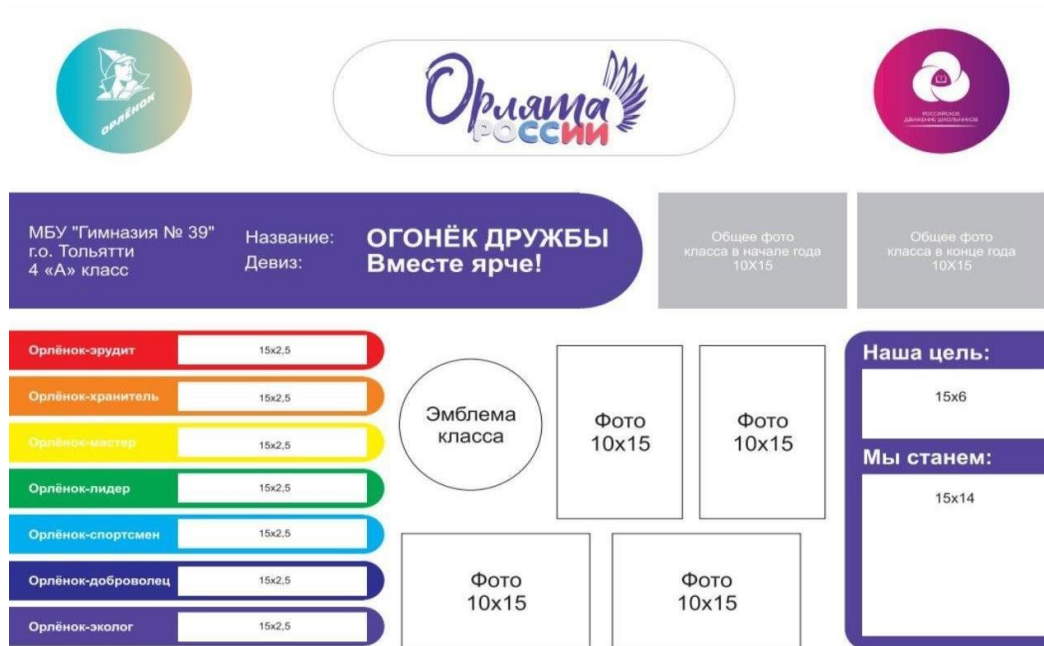 ОРЛЁНОК
Орлята
РОССИИ
РОССИЙСКОЕ
ДВИЖЕНИЕ ШКОЛЬНИКОВ
МБУ "Гимназия № 39"
г.о. Тольятти
4 «А» класс
Название:
Девиз:
ОГОНЁК ДРУЖБЫ
Вместе ярче!
Общее фото
класса в начале года
10Х15
Общее фото
класса в конце года
10Х15
Орлёнок-эрудит
15х2,5
Орлёнок-хранитель
15х2,5
Орлёнок-мастер
15х2,5
Орлёнок-лидер
15х2,5
Орлёнок-спортсмен
15х2,5
Орлёнок-доброволец
15х2,5
Орлёнок-эколог
15х2,5
Эмблема
класса
Фото
10х15
Фото
10х15
Фото
10х15
Фото
10х15
Наша цель:
15х6
Мы станем:
15х14